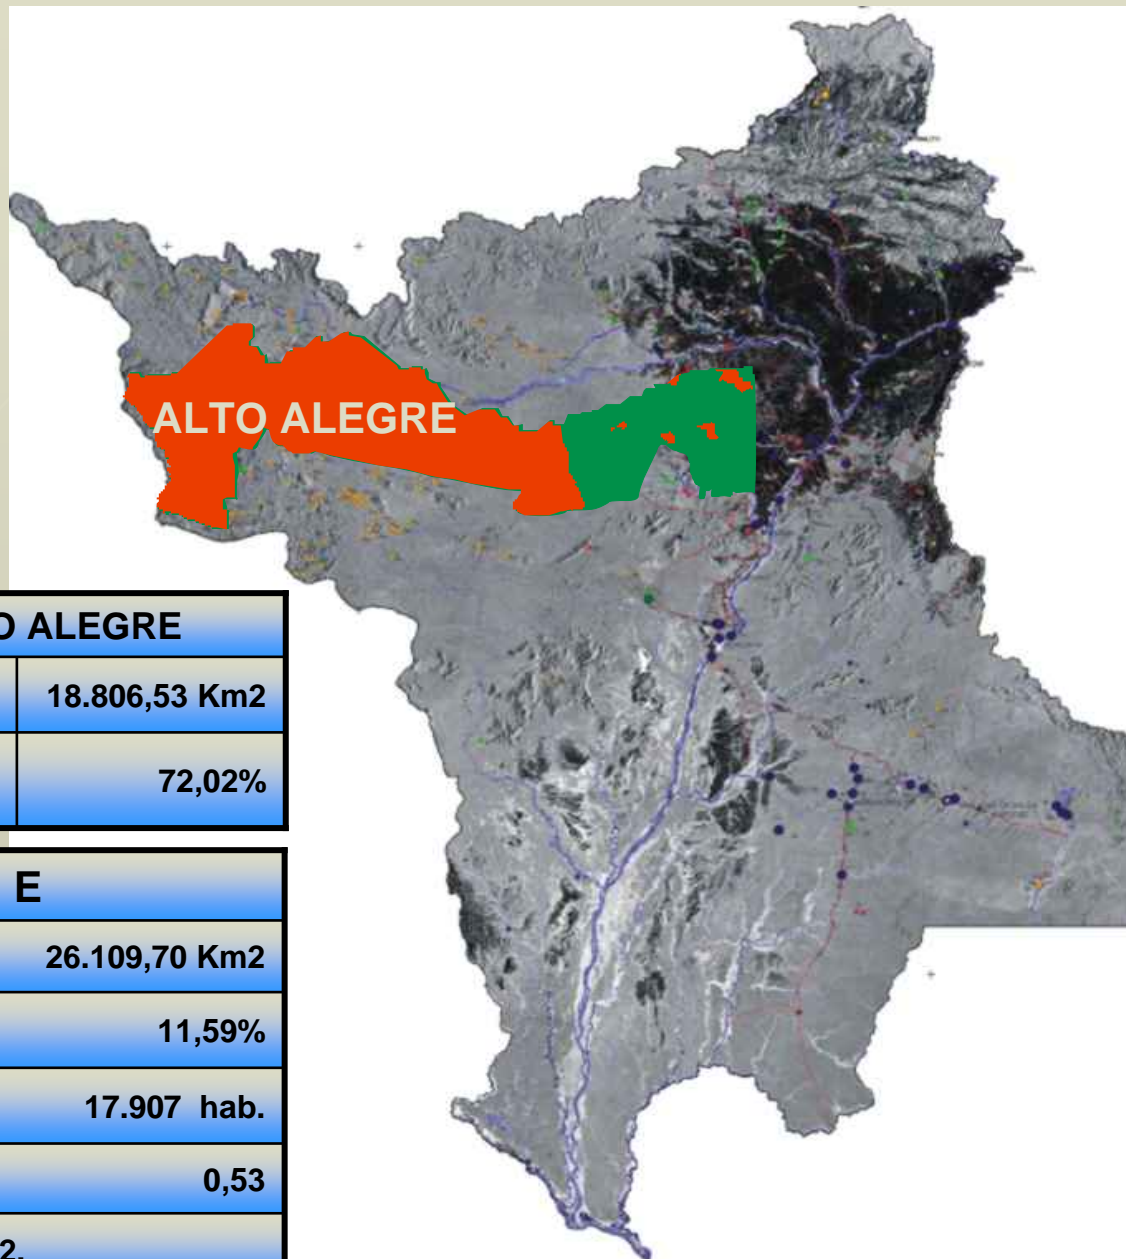 ALTO ALEGRE
O ALEGRE
18.806,53 Km2
72,02%
E
26.109,70 Km2
11,59%
17.907 hab.
0,53
2.